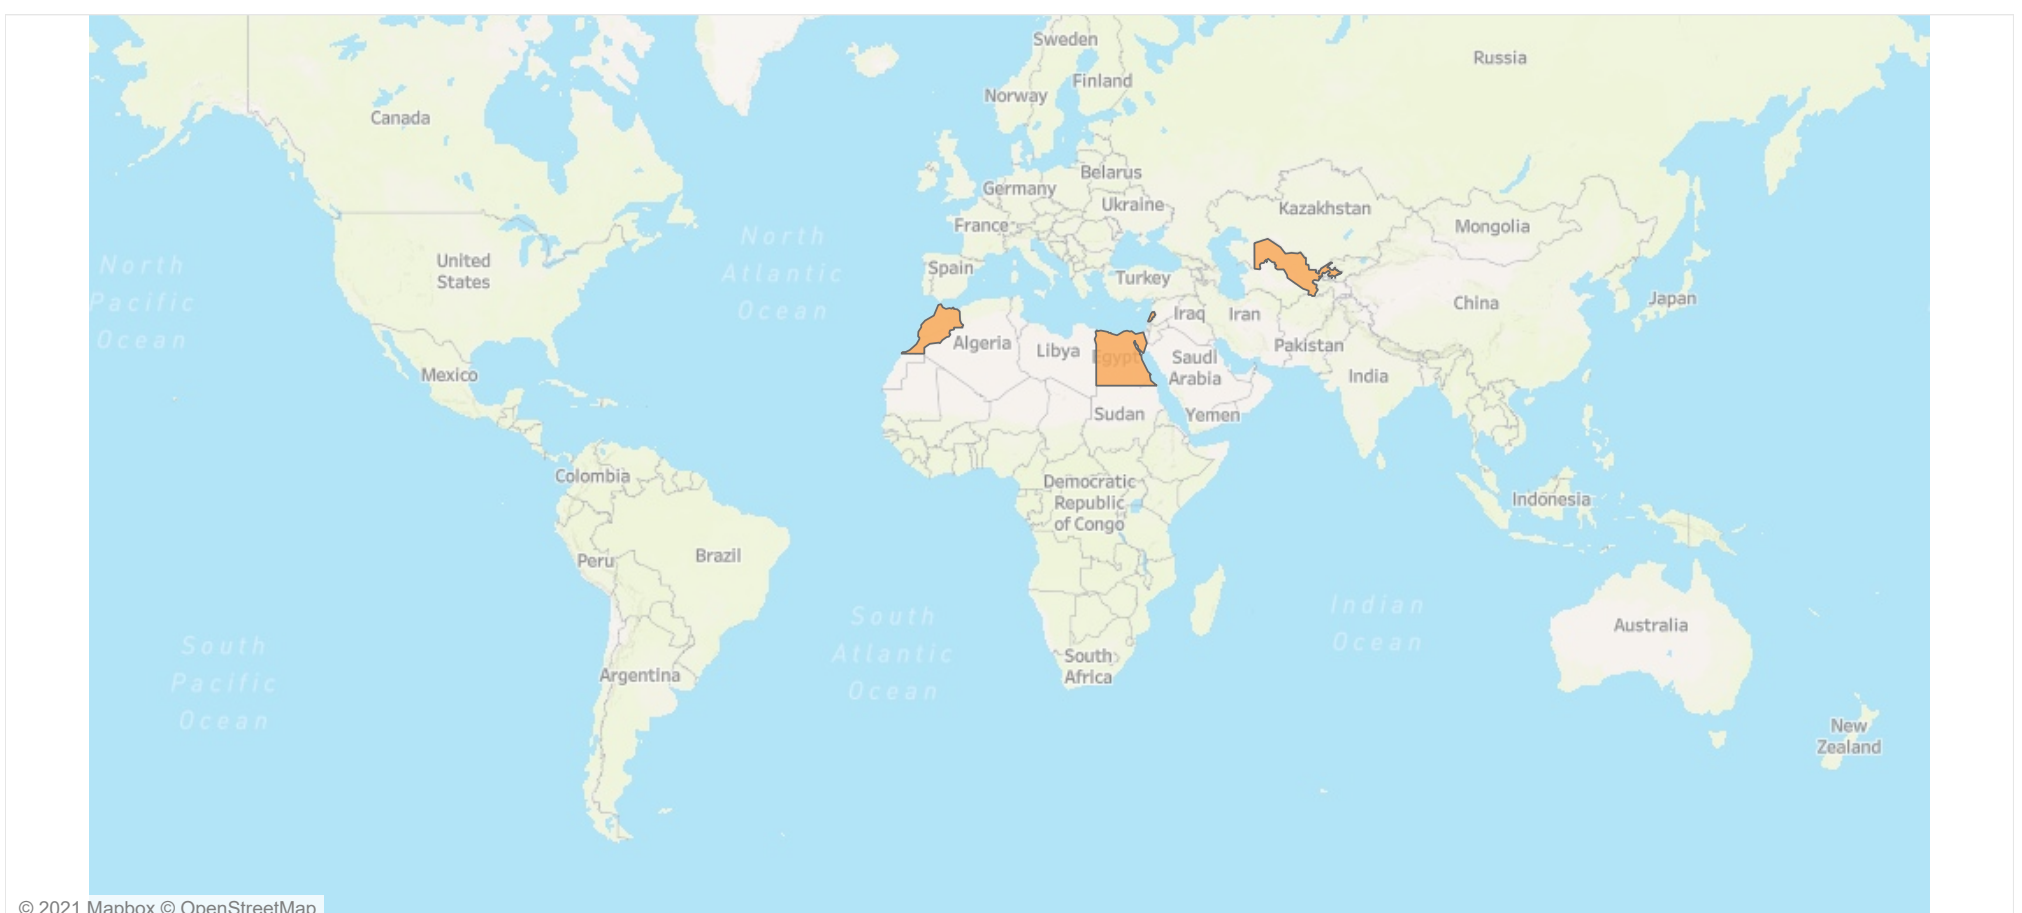 Sweden
Russia
Finland
Norway
Canada
Belarus
Germany
Ukraine
Kazakhstan
France
Mongolia
North
Atlantic
Ocean
North
Pacific
Ocean
United
States
Spain
Turkey
China
Japan
Iraq
Iran
Algeria
Libya
Egypt
Pakistan
Saudi
Arabia
India
Mexico
Sudan
Yemen
Colombia
Democratic
Republic
of Congo
Indonesia
Peru
Brazil
Indian
Ocean
South
Atlantic
Ocean
Australia
South
Pacific
Ocean
South
Africa
Argentina
New
Zealand
© 2021 Mapbox © OpenStreetMap